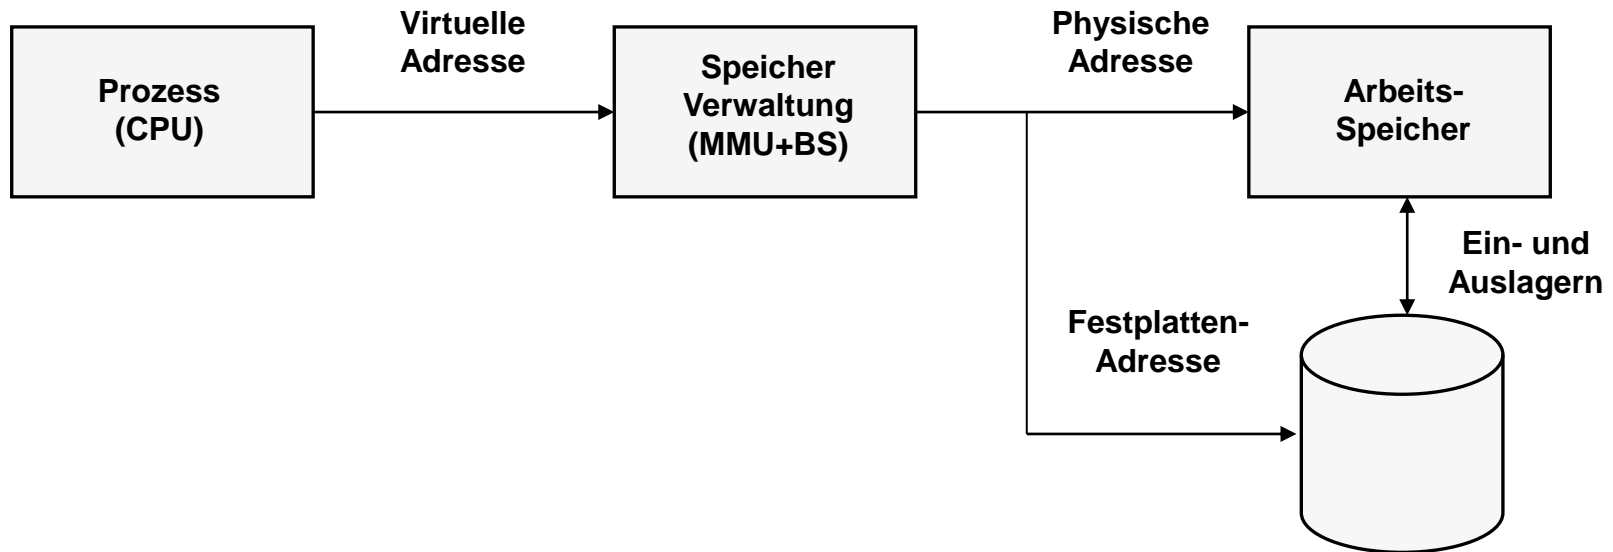 Prozess
(CPU)
Virtuelle
Adresse
Speicher
Verwaltung
(MMU+BS)
Physische
Adresse
Arbeits-
Speicher
Ein- und
Auslagern
Festplatten-
Adresse